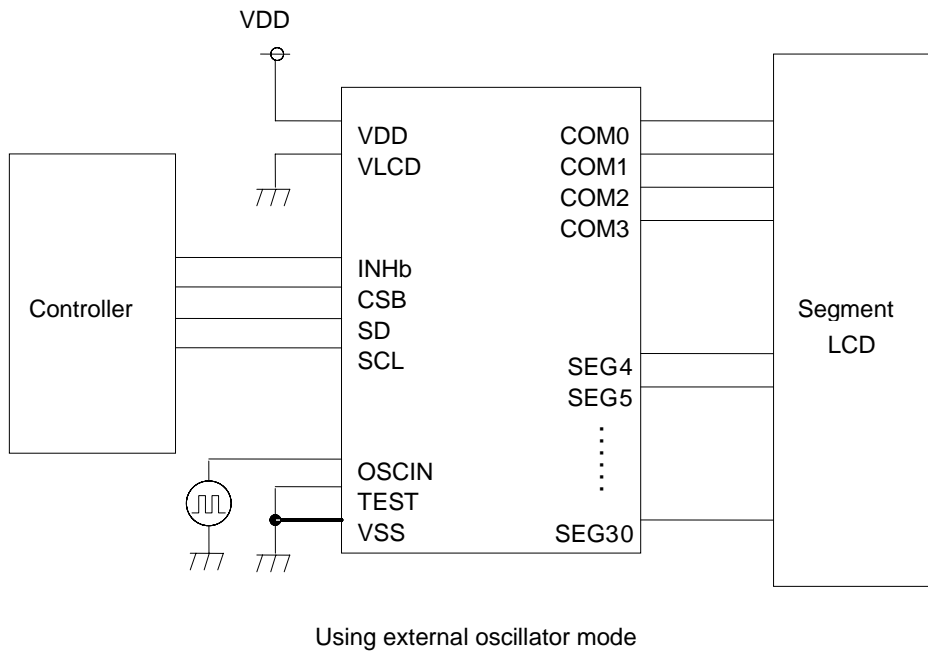 VDD
VDD
VLCD
INHb
CSB
SD
SCL
OSCIN
TEST
VSS
COM0
COM1
COM2
COM3
SEG4
SEG5
SEG30
Controller
Segment
LCD
Using external oscillator mode